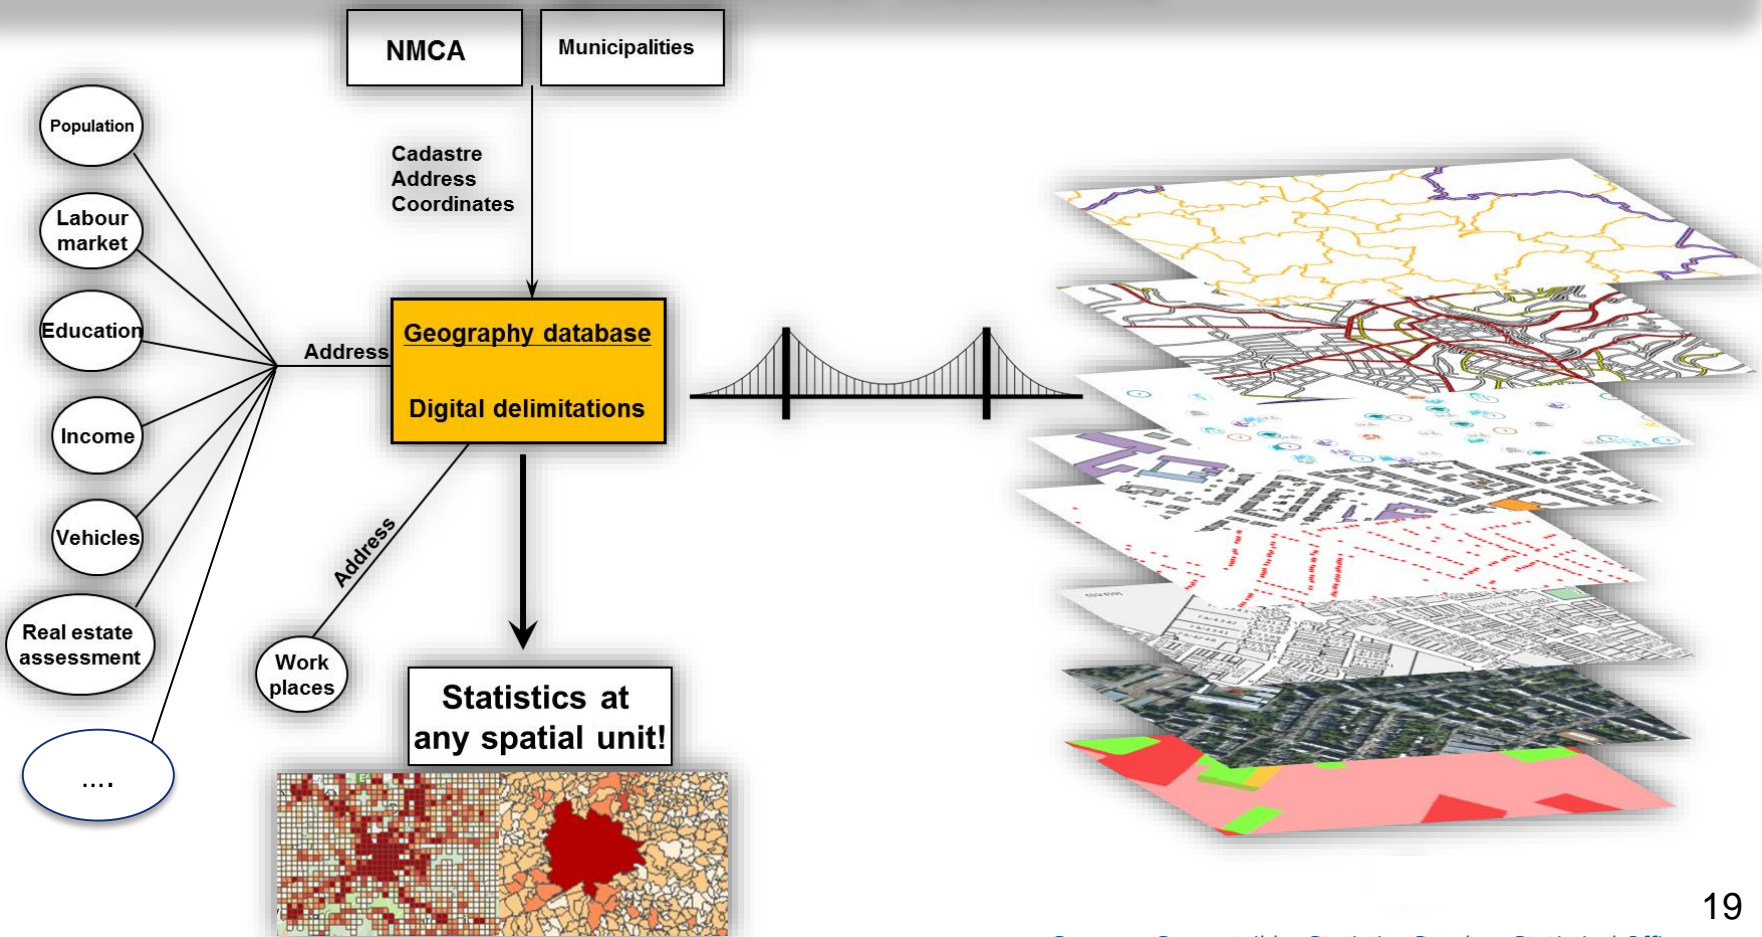 NMCA
Municipalities
Population
Cadastre
Address
Coordinates
Labour
market
Education
Address
Geography database
Digital delimitations
Income
Vehicles
Address
Real estate
assessment
Work
places
Statistics at
any spatial unit!
....
19